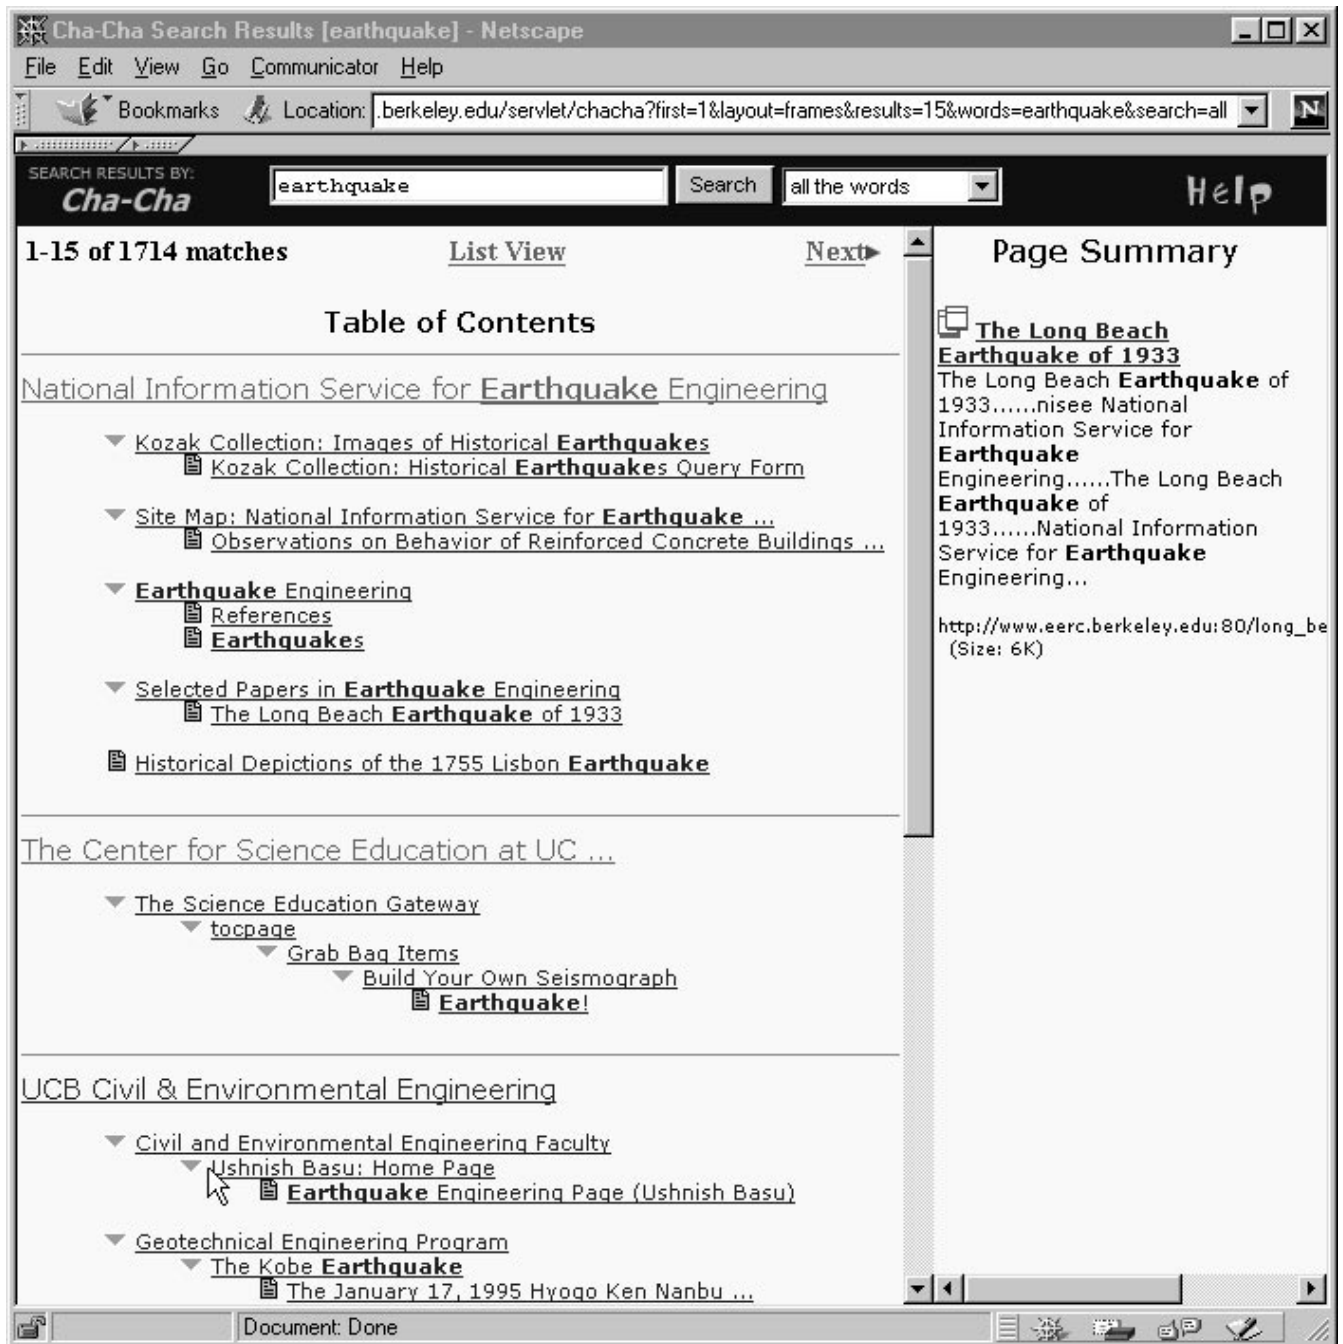 Cha-Cha Search Results [earthquake] - Netscape
File Edit View Go Communicator Help
Bookmarks Location: .berkeley.edu/servlet/chacha?first=1&layout=frames&results=15&words=earthquake&search=all N
SEARCH RESULTS BY:
Cha-Cha earthquake Search all the words Help
1-15 of 1714 matches List View Next
Table of Contents
National Information Service for Earthquake Engineering
Kozak Collection: Images of Historical Earthquakes
Kozak Collection: Historical Earthquakes Query Form
Site Map: National Information Service for Earthquake ...
Observations on Behavior of Reinforced Concrete Buildings ...
Earthquake Engineering
References
Earthquakes
Selected Papers in Earthquake Engineering
The Long Beach Earthquake of 1933
Historical Depictions of the 1755 Lisbon Earthquake
The Center for Science Education at UC ...
The Science Education Gateway
tocpage
Grab Bag Items
Build Your Own Seismograph
Earthquake!
UCB Civil & Environmental Engineering
Civil and Environmental Engineering Faculty
Ushnish Basu: Home Page
Earthquake Engineering Page (Ushnish Basu)
Geotechnical Engineering Program
The Kobe Earthquake
The January 17, 1995 Hyogo Ken Nanbu ...
Page Summary
The Long Beach
Earthquake of 1933
The Long Beach Earthquake of
1933......nisee National
Information Service for
Earthquake
Engineering......The Long Beach
Earthquake of
1933......National Information
Service for Earthquake
Engineering...
http://www.eerc.berkeley.edu:80/long_be
(Size: 6K)
Document: Done